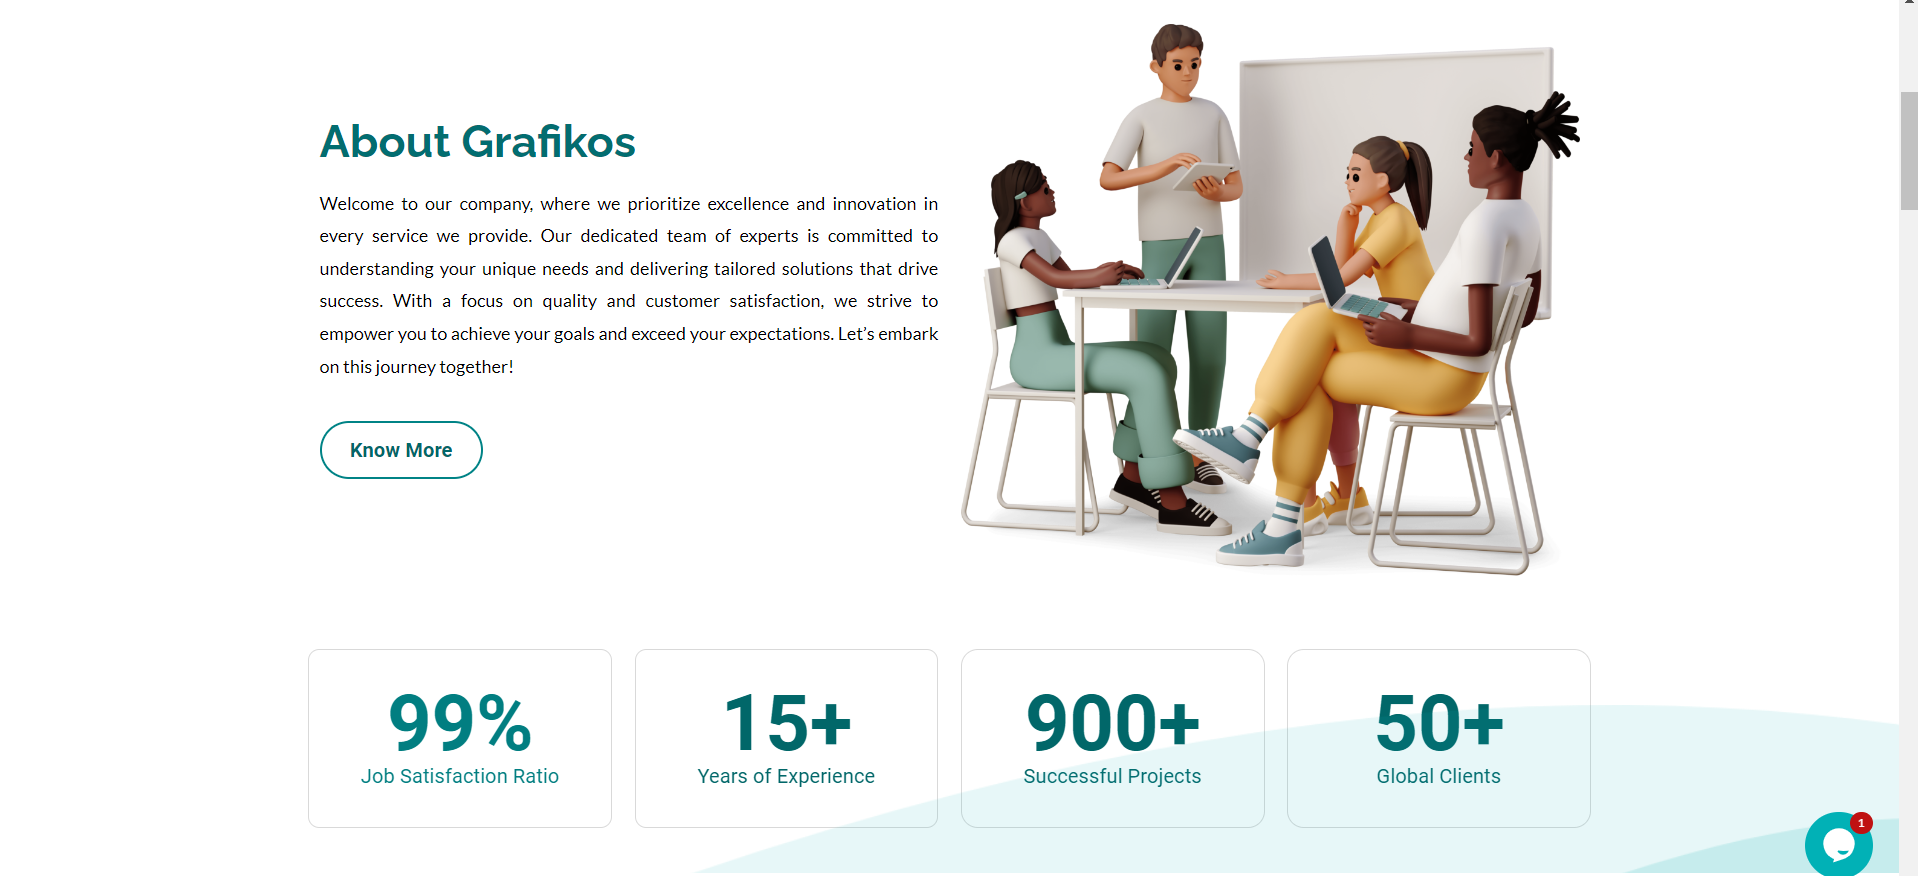 About Grafikos
Welcome to our company, where we prioritize excellence and innovation in
every service we provide. Our dedicated team of experts is committed to
understanding your unique needs and delivering tailored solutions that drive
success. With a focus on quality and customer satisfaction, we strive to
empower you to achieve your goals and exceed your expectations. Let’s embark
on this journey together!
Know More
99%
Job Satisfaction Ratio
15+
Years of Experience
900+
Successful Projects
50+
Global Clients
1